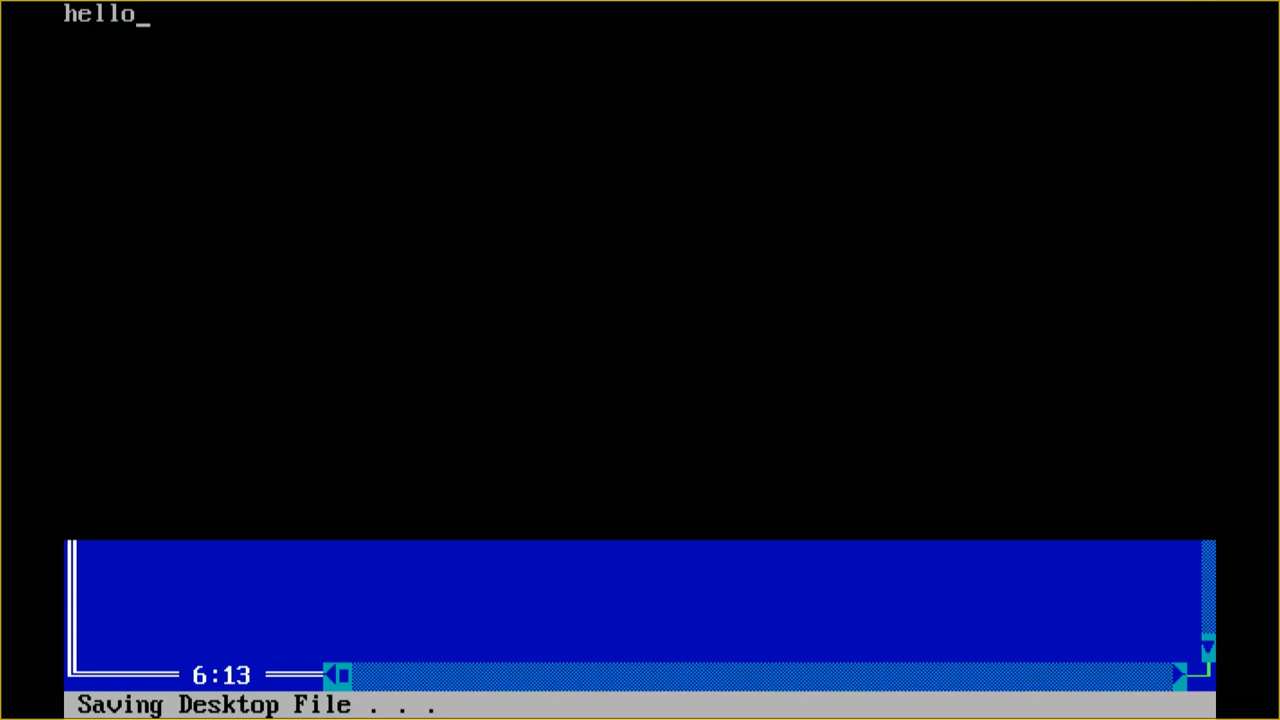 hello_
6:13
Saving Desktop File . . .